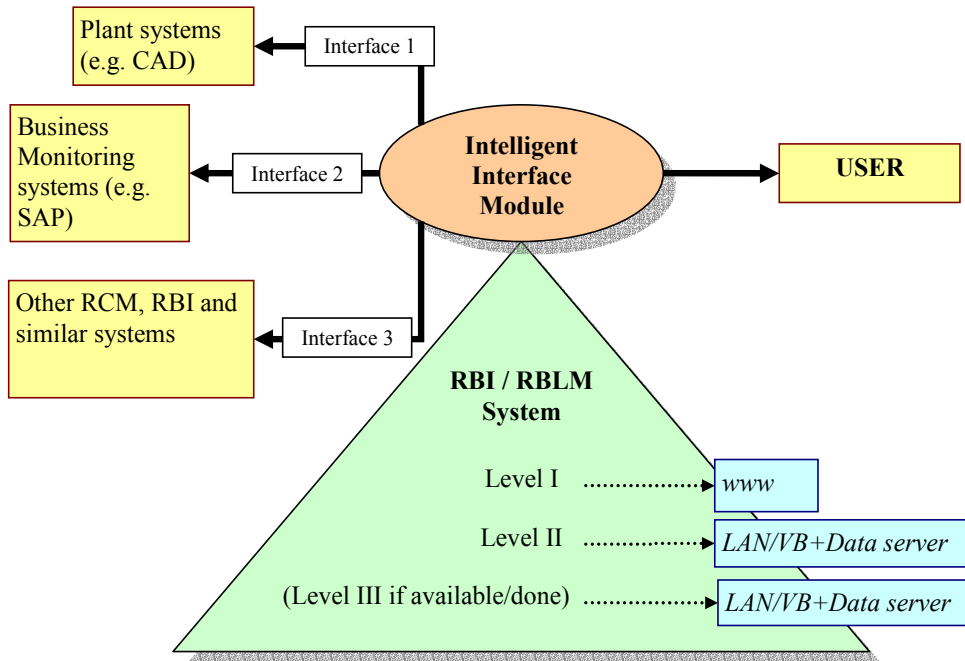 Plant systems
(e.g. CAD)
Interface 1
Business
Monitoring
systems (e.g.
SAP)
Interface 2
Intelligent
Interface
Module
USER
Other RCM, RBI and
similar systems
Interface 3
RBI / RBLM
System
Level I
www
Level II
LAN/VB+Data server
(Level III if available/done)
LAN/VB+Data server